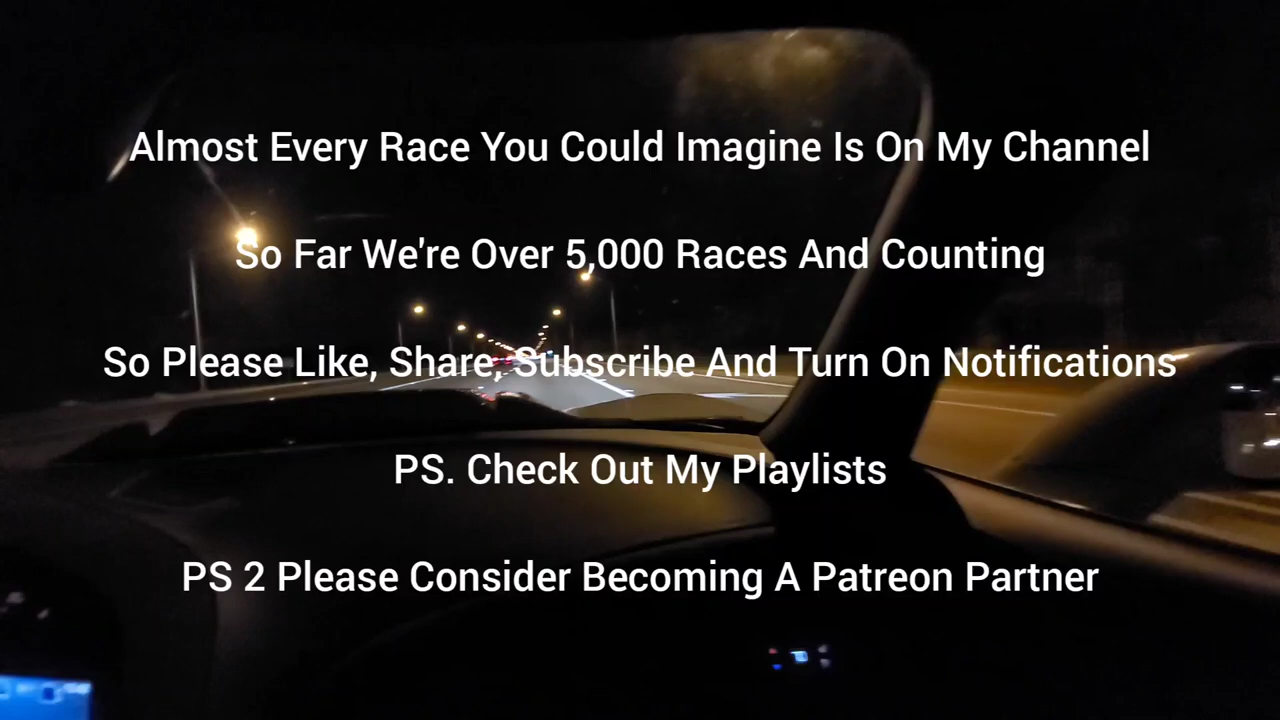 Almost Every Race You Could Imagine Is On My Channel
So Far We're Over 5,000 Races And Counting
So Please Like, Share, Subscribe And Turn On Notifications
PS. Check Out My Playlists
PS 2 Please Consider Becoming A Patreon Partner